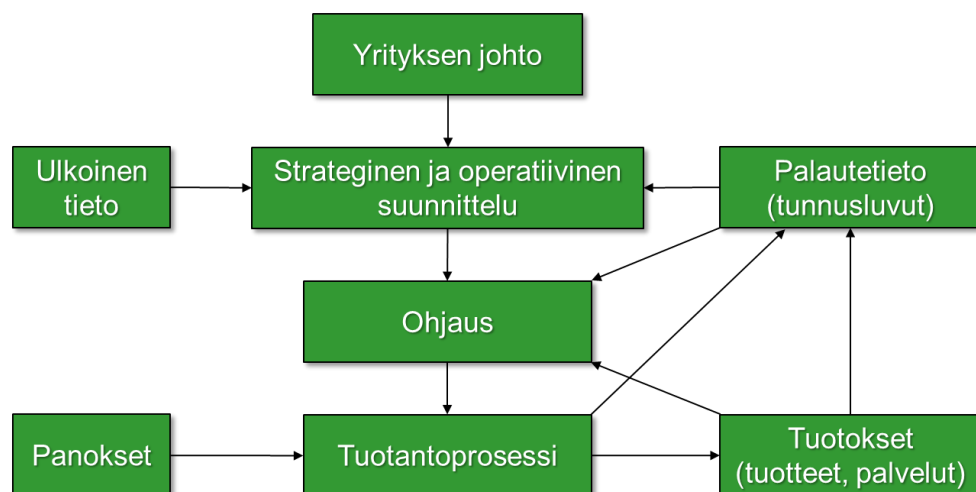 Yrityksen johto
Ulkoinen
tieto
Strateginen ja operatiivinen
suunnittelu
Palautetieto
(tunnusluvut)
Ohjaus
Panokset
Tuotantoprosessi
Tuotokset
(tuotteet, palvelut)